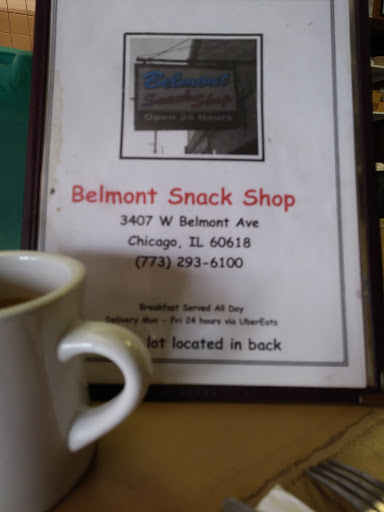 Belmont
Snack Shop
Open 24 Hours
Belmont Snack Shop
3407 W Belmont Ave
Chicago, IL 60618
(773) 293-6100
Breakfast Served All Day
Delivery Mon - Fri 24 hours via UberEats
lot located in back